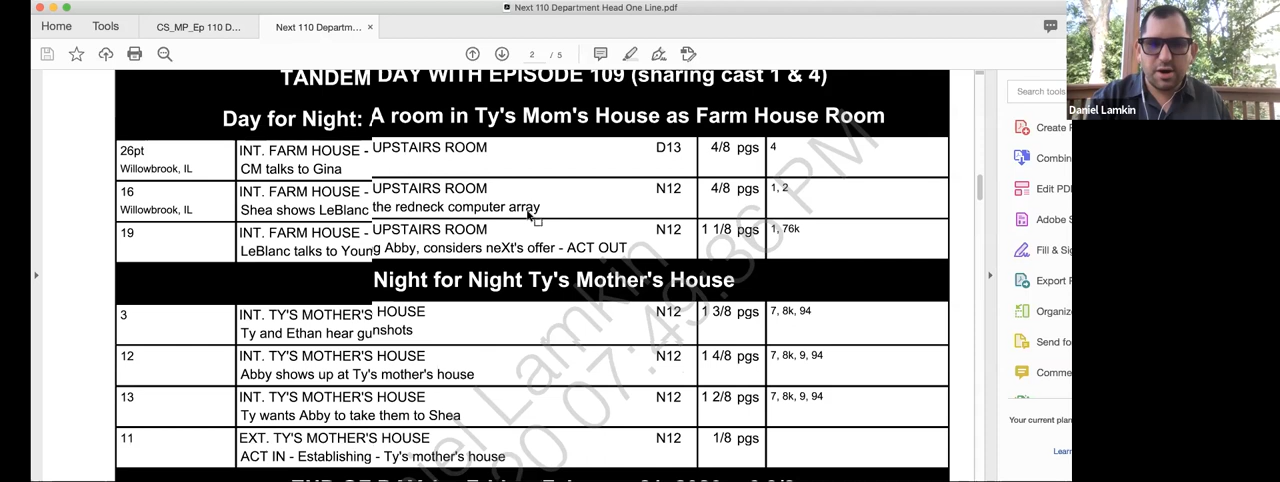 Next 110 Department Head One Line.pdf
Home Tools CS_MP_Ep 110 D... Next 110 Departm... ×
2 / 5
Daniel Lamkin
TANDEM DAY WITH EPISODE 109 (sharing cast 1 & 4)
Day for Night: A room in Ty's Mom's House as Farm House Room
26pt INT. FARM HOUSE - UPSTAIRS ROOM D13 4/8 pgs 4
Willowbrook, IL CM talks to Gina
16 INT. FARM HOUSE - UPSTAIRS ROOM N12 4/8 pgs 1, 2
Willowbrook, IL Shea shows LeBlanc the redneck computer array
19 INT. FARM HOUSE - UPSTAIRS ROOM N12 1 1/8 pgs 1, 76k
LeBlanc talks to Young Abby, considers neXt's offer - ACT OUT
Night for Night Ty's Mother's House
3 INT. TY'S MOTHER'S HOUSE N12 1 3/8 pgs 7, 8k, 94
Ty and Ethan hear gunshots
12 INT. TY'S MOTHER'S HOUSE N12 1 4/8 pgs 7, 8k, 9, 94
Abby shows up at Ty's mother's house
13 INT. TY'S MOTHER'S HOUSE N12 1 2/8 pgs 7, 8k, 9, 94
Ty wants Abby to take them to Shea
11 EXT. TY'S MOTHER'S HOUSE N12 1/8 pgs
ACT IN - Establishing - Ty's mother's house
Lamkin
07:49:36 PM
Search tools
Create
Combin
Edit PD
Adobe S
Fill & Sign
Export
Organiz
Send fo
Comme
Your current plan
Learn